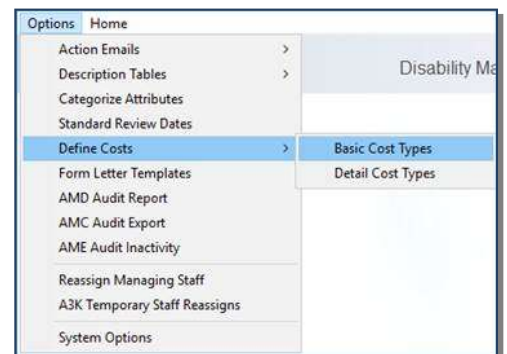 Options Home
Action Emails >
Description Tables >
Disability Ma
Categorize Attributes
Standard Review Dates
Define Costs >
Basic Cost Types
Form Letter Templates
Detail Cost Types
AMD Audit Report
AMC Audit Export
AME Audit Inactivity
Reassign Managing Staff
A3K Temporary Staff Reassigns
System Options